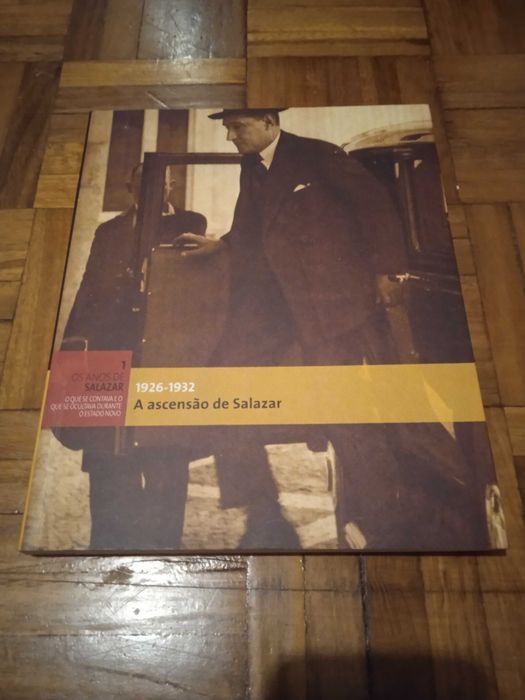 1
OS ANOS DE
SALAZAR
O QUE SE CONTAVA E O
QUE SE OCULTAVA DURANTE
O ESTADO NOVO
1926-1932
A ascensão de Salazar